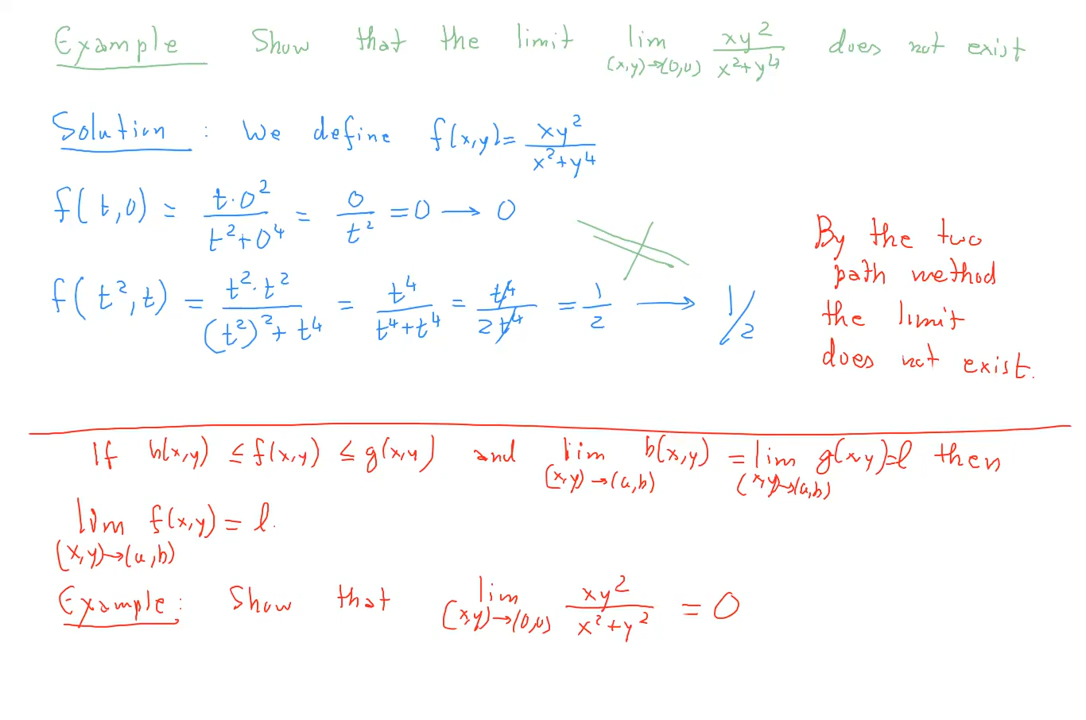 Example Show that the limit lim (x,y)→(0,0) xy²/(x²+y⁴) does not exist
Solution : We define f(x,y)= xy²/(x²+y⁴)
f(t,0) = t·0²/(t²+0⁴) = 0/t² = 0 → 0
f(t²,t) = t²·t²/((t²)²+t⁴) = t⁴/(t⁴+t⁴) = t⁴/2t⁴ = 1/2 → 1/2
By the two
path method
the limit
does not exist.
If h(x,y) ≤ f(x,y) ≤ g(x,y) and lim (x,y)→(a,b) h(x,y) = lim (x,y)→(a,b) g(x,y)=l then
lim (x,y)→(a,b) f(x,y) = l.
Example: Show that lim (x,y)→(0,0) xy²/(x²+y²) = 0